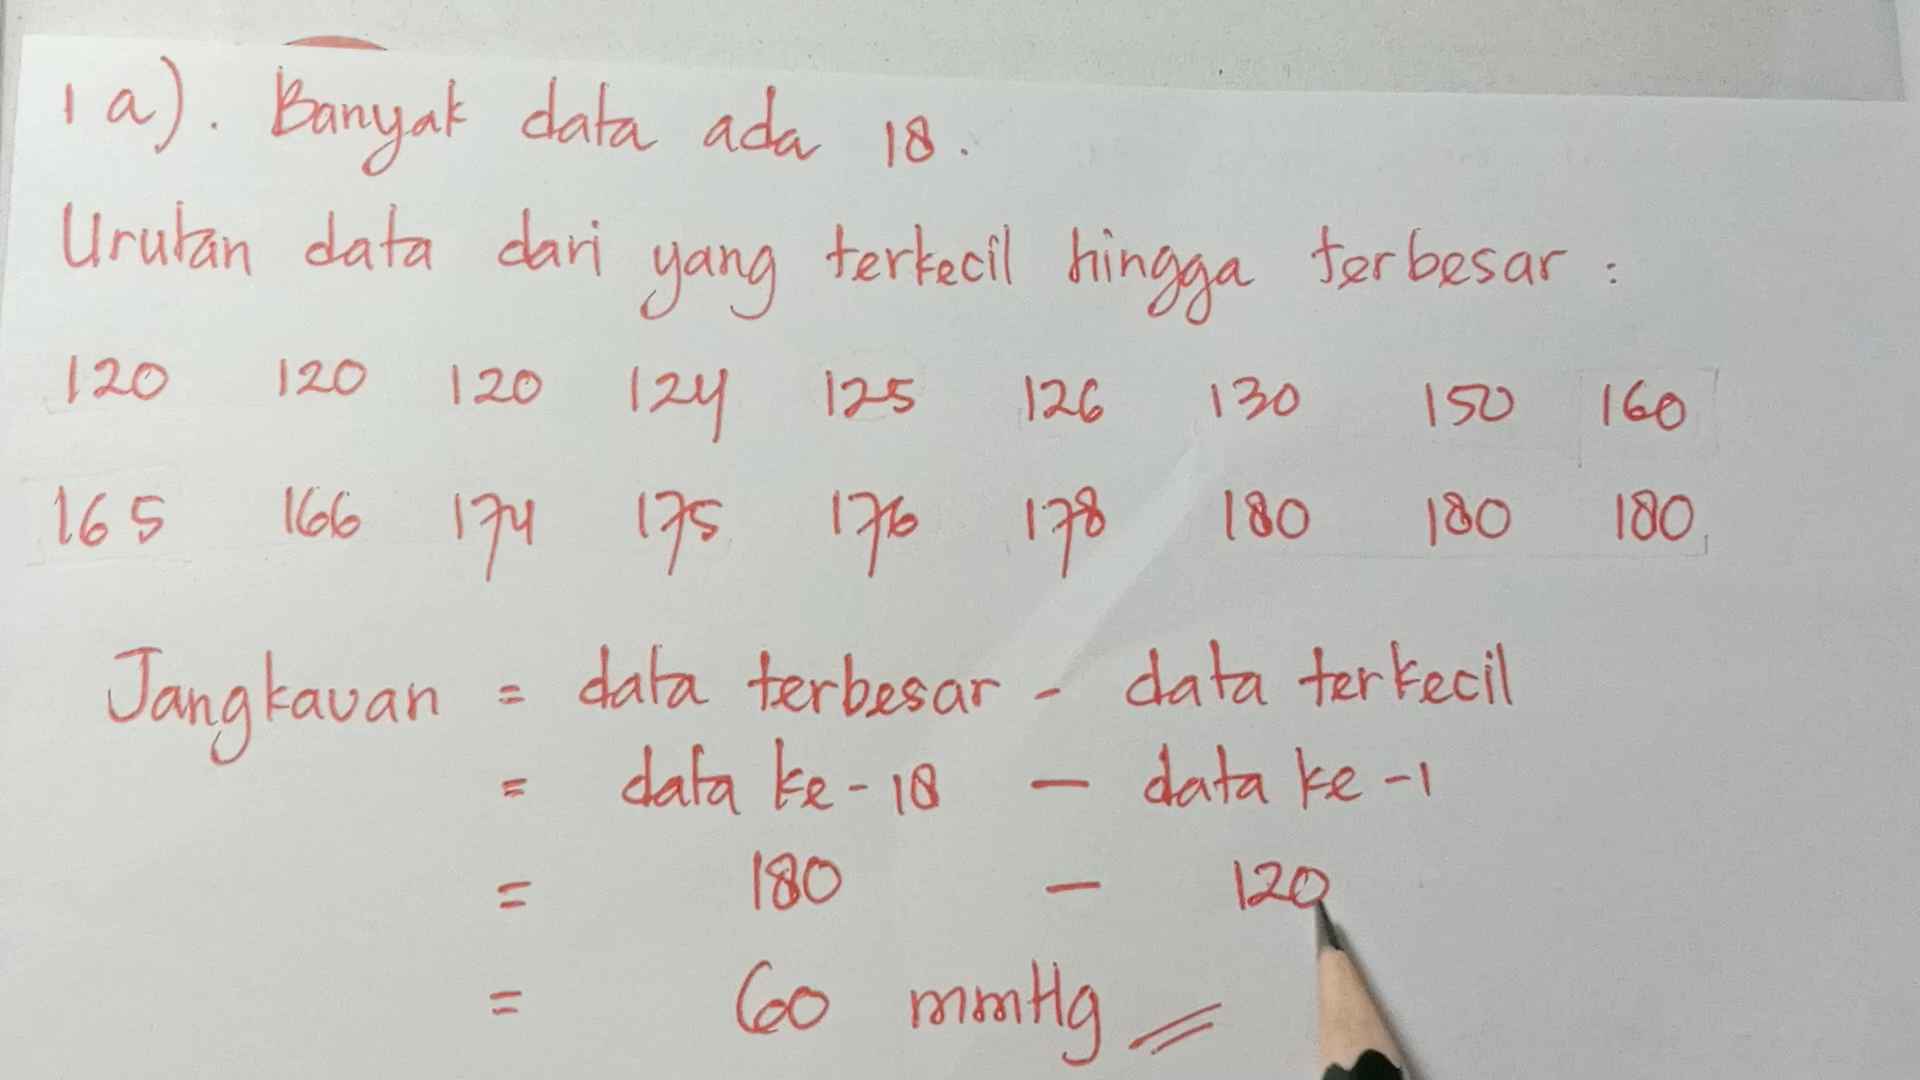 1 a). Banyak data ada 18.
Urutan data dari yang terkecil hingga terbesar :
120 120 120 124 125 126 130 150 160
165 166 174 175 176 178 180 180 180
Jangkauan = data terbesar - data terkecil
= data ke-18 - data ke-1
= 180 - 120
= 60 mmHg